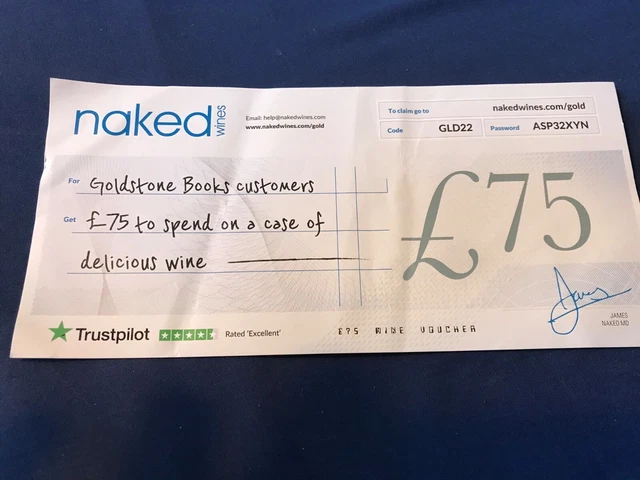 naked wines
Email: help@nakedwines.com
www.nakedwines.com/gold
To claim go to nakedwines.com/gold
Code GLD22 Password ASP32XYN
For Goldstone Books customers
Get £75 to spend on a case of
delicious wine
£75
James
JAMES
NAKED MD
Trustpilot Rated 'Excellent'
£75 WINE VOUCHER